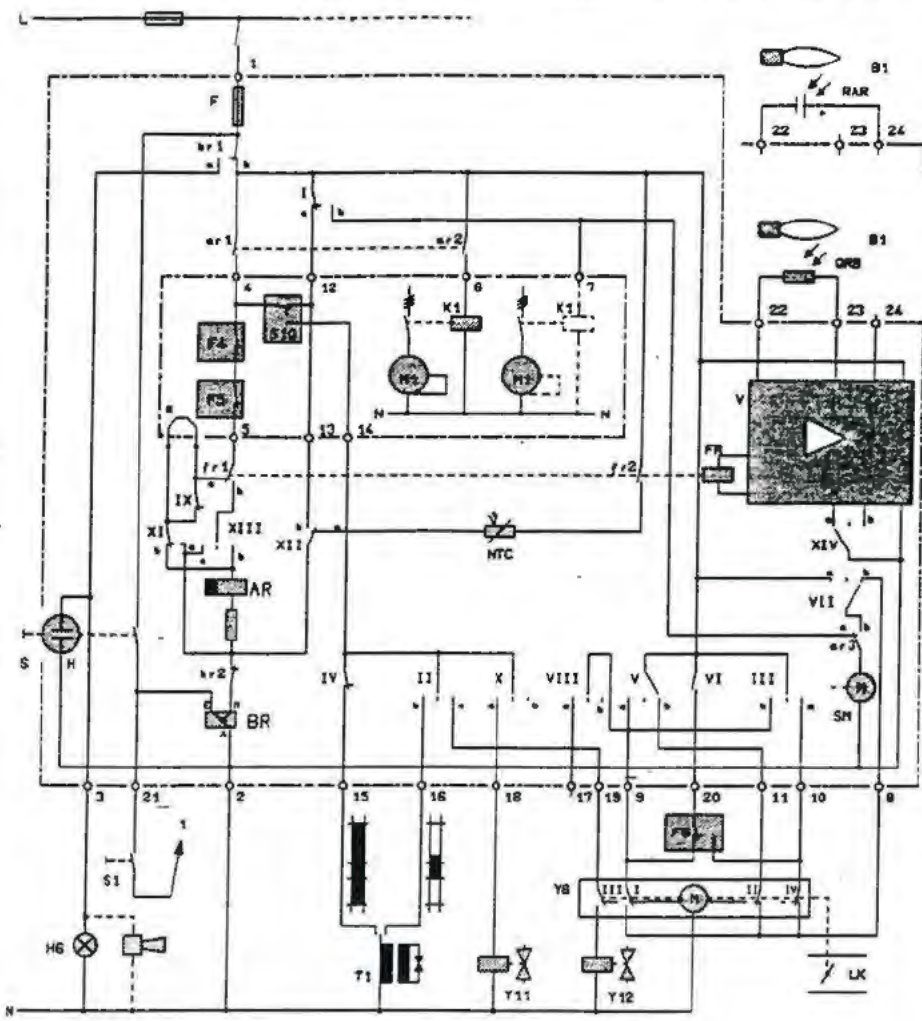 L
1
F
br1
a b
B1
RAR
22 23 24
I
a b
ar1 ar2
B1
QRB
22 23 24
4 12 6 7
S10
K1 K1
F4
M2 M2
N N
V
FR
5 13 14
fr1 fr2
a
b
IX
XI XIII
b a a b
XII
b a
NTC
XIV
a b
AR
VII
a b
a b
ar3
S H
br2
IV II X VIII V VI III
SM
BR
b a b a a b a b a
3 21 2 15 16 18 17 19 9 20 11 10 8
1
S1
F6
Y6 III I M II IV
H6
T1
Y11
Y12
LK
N